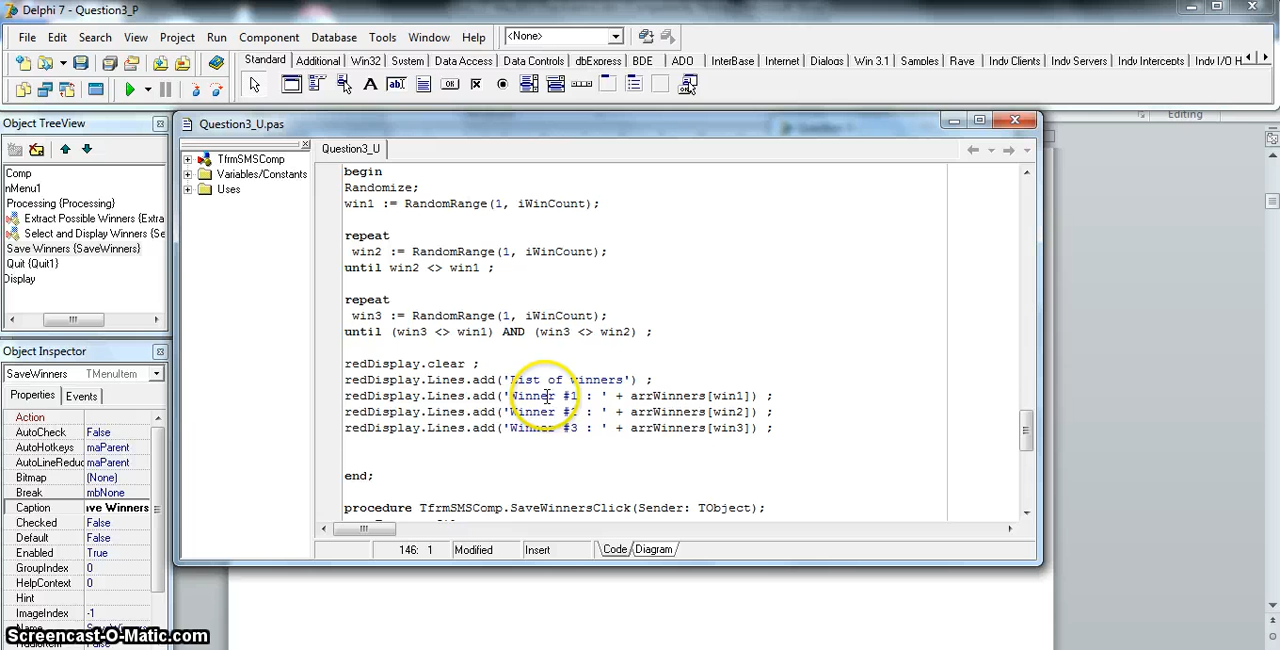 Delphi 7 - Question3_P
File Edit Search View Project Run Component Database Tools Window Help <None>
Standard Additional Win32 System Data Access Data Controls dbExpress BDE ADO InterBase Internet Dialogs Win 3.1 Samples Rave Indy Clients Indy Servers Indy Intercepts Indy I/O H
Editing
Object TreeView
Comp
nMenu1
Processing {Processing}
Extract Possible Winners {Extra
Select and Display Winners {Se
Save Winners {SaveWinners}
Quit {Quit1}
Display
Object Inspector
SaveWinners TMenuItem
Properties Events
Action
AutoCheck False
AutoHotkeys maParent
AutoLineReduc maParent
Bitmap (None)
Break mbNone
Caption ave Winners
Checked False
Default False
Enabled True
GroupIndex 0
HelpContext 0
Hint
ImageIndex -1
Question3_U.pas
TfrmSMSComp
Variables/Constants
Uses
Question3_U
begin
Randomize;
win1 := RandomRange(1, iWinCount);
repeat
win2 := RandomRange(1, iWinCount);
until win2 <> win1 ;
repeat
win3 := RandomRange(1, iWinCount);
until (win3 <> win1) AND (win3 <> win2) ;
redDisplay.clear ;
redDisplay.Lines.add('List of winners') ;
redDisplay.Lines.add('Winner #1 : ' + arrWinners[win1]) ;
redDisplay.Lines.add('Winner #2 : ' + arrWinners[win2]) ;
redDisplay.Lines.add('Winner #3 : ' + arrWinners[win3]) ;
end;
procedure TfrmSMSComp.SaveWinnersClick(Sender: TObject);
146: 1 Modified Insert Code Diagram
Screencast-O-Matic.com